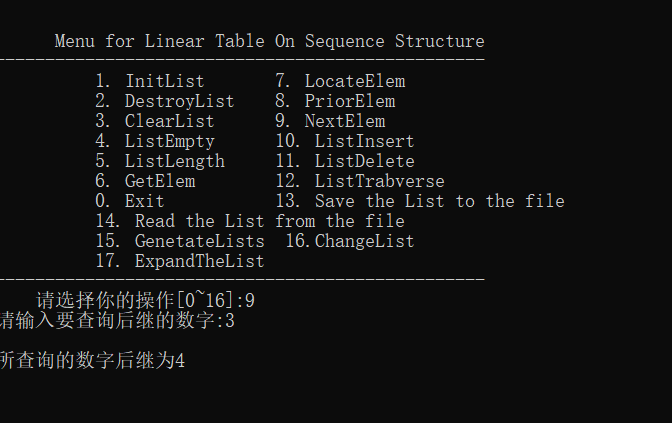 Menu for Linear Table On Sequence Structure
-------------------------------------------------
1. InitList 7. LocateElem
2. DestroyList 8. PriorElem
3. ClearList 9. NextElem
4. ListEmpty 10. ListInsert
5. ListLength 11. ListDelete
6. GetElem 12. ListTrabverse
0. Exit 13. Save the List to the file
14. Read the List from the file
15. GenetateLists 16.ChangeList
17. ExpandTheList
-------------------------------------------------
请选择你的操作[0~16]:9
请输入要查询后继的数字:3
所查询的数字后继为4